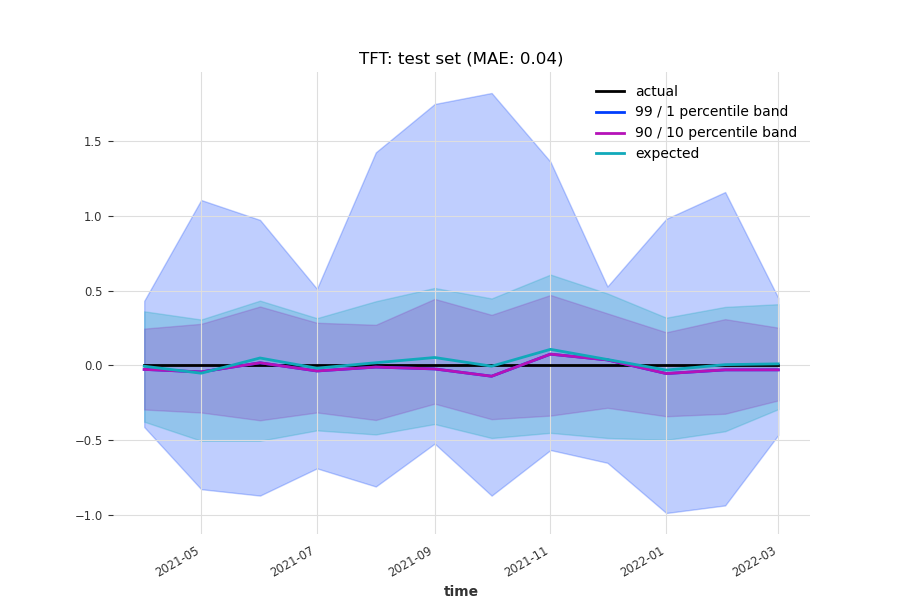 TFT: test set (MAE: 0.04)
actual
99 / 1 percentile band
90 / 10 percentile band
expected
1.5
1.0
0.5
0.0
−0.5
−1.0
2021-05
2021-07
2021-09
2021-11
2022-01
2022-03
time